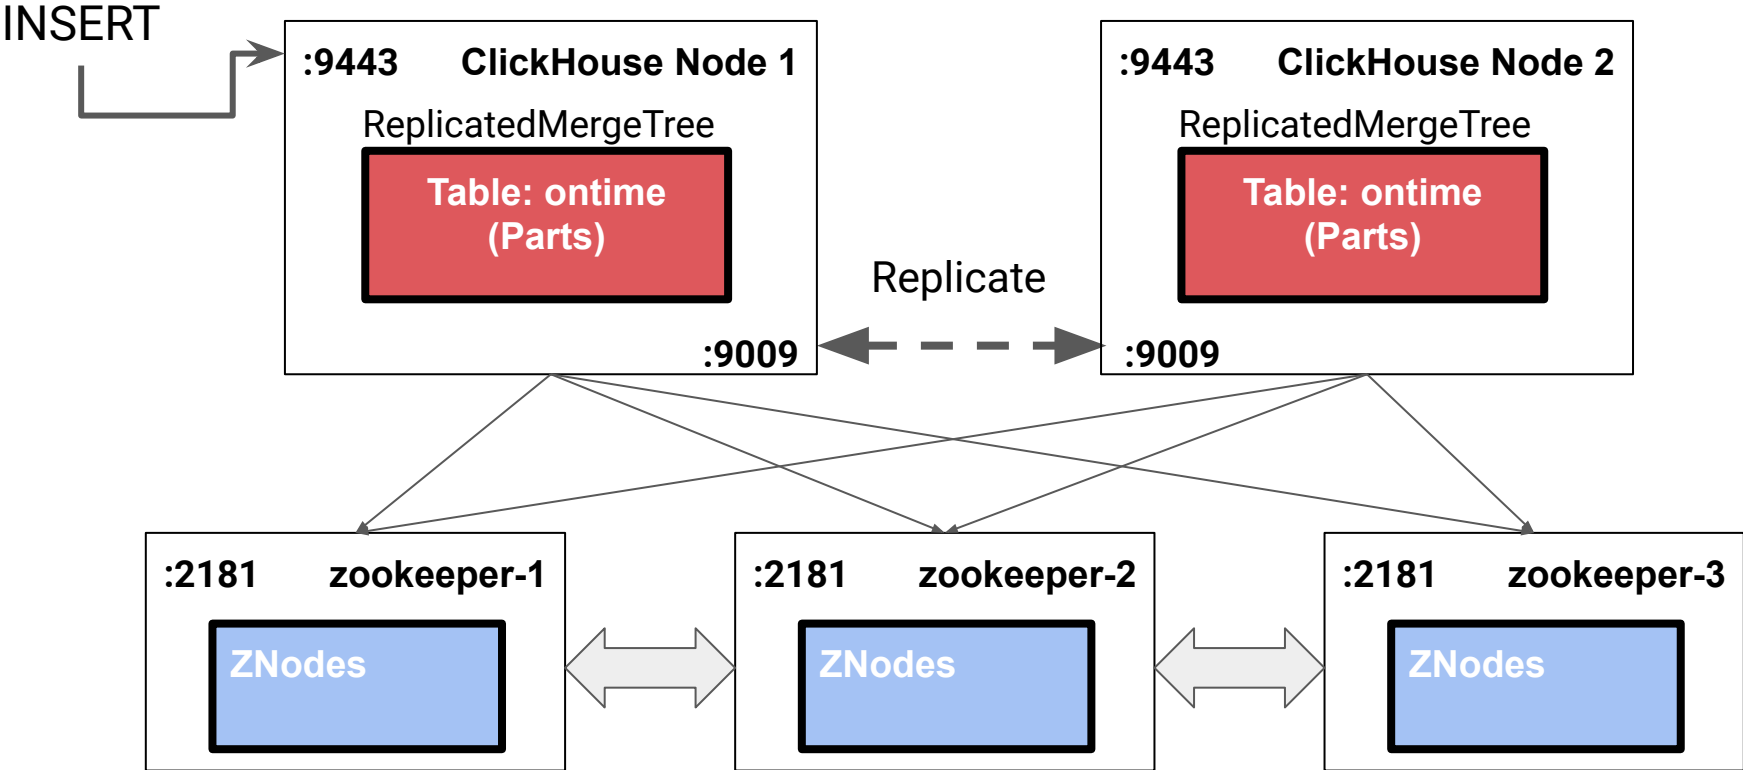 INSERT
:9443 ClickHouse Node 1
ReplicatedMergeTree
Table: ontime
(Parts)
:9009
Replicate
:9443 ClickHouse Node 2
ReplicatedMergeTree
Table: ontime
(Parts)
:9009
:2181 zookeeper-1
ZNodes
:2181 zookeeper-2
ZNodes
:2181 zookeeper-3
ZNodes